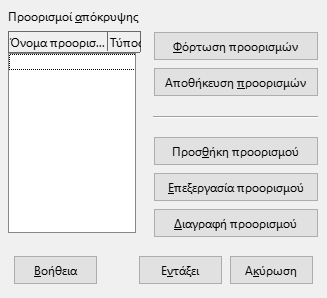 Προορισμοί απόκρυψης
Όνομα προορισ... Τύπος
Φόρτωση προορισμών
Αποθήκευση προορισμών
Προσθήκη προορισμού
Επεξεργασία προορισμού
Διαγραφή προορισμού
Βοήθεια Εντάξει Ακύρωση